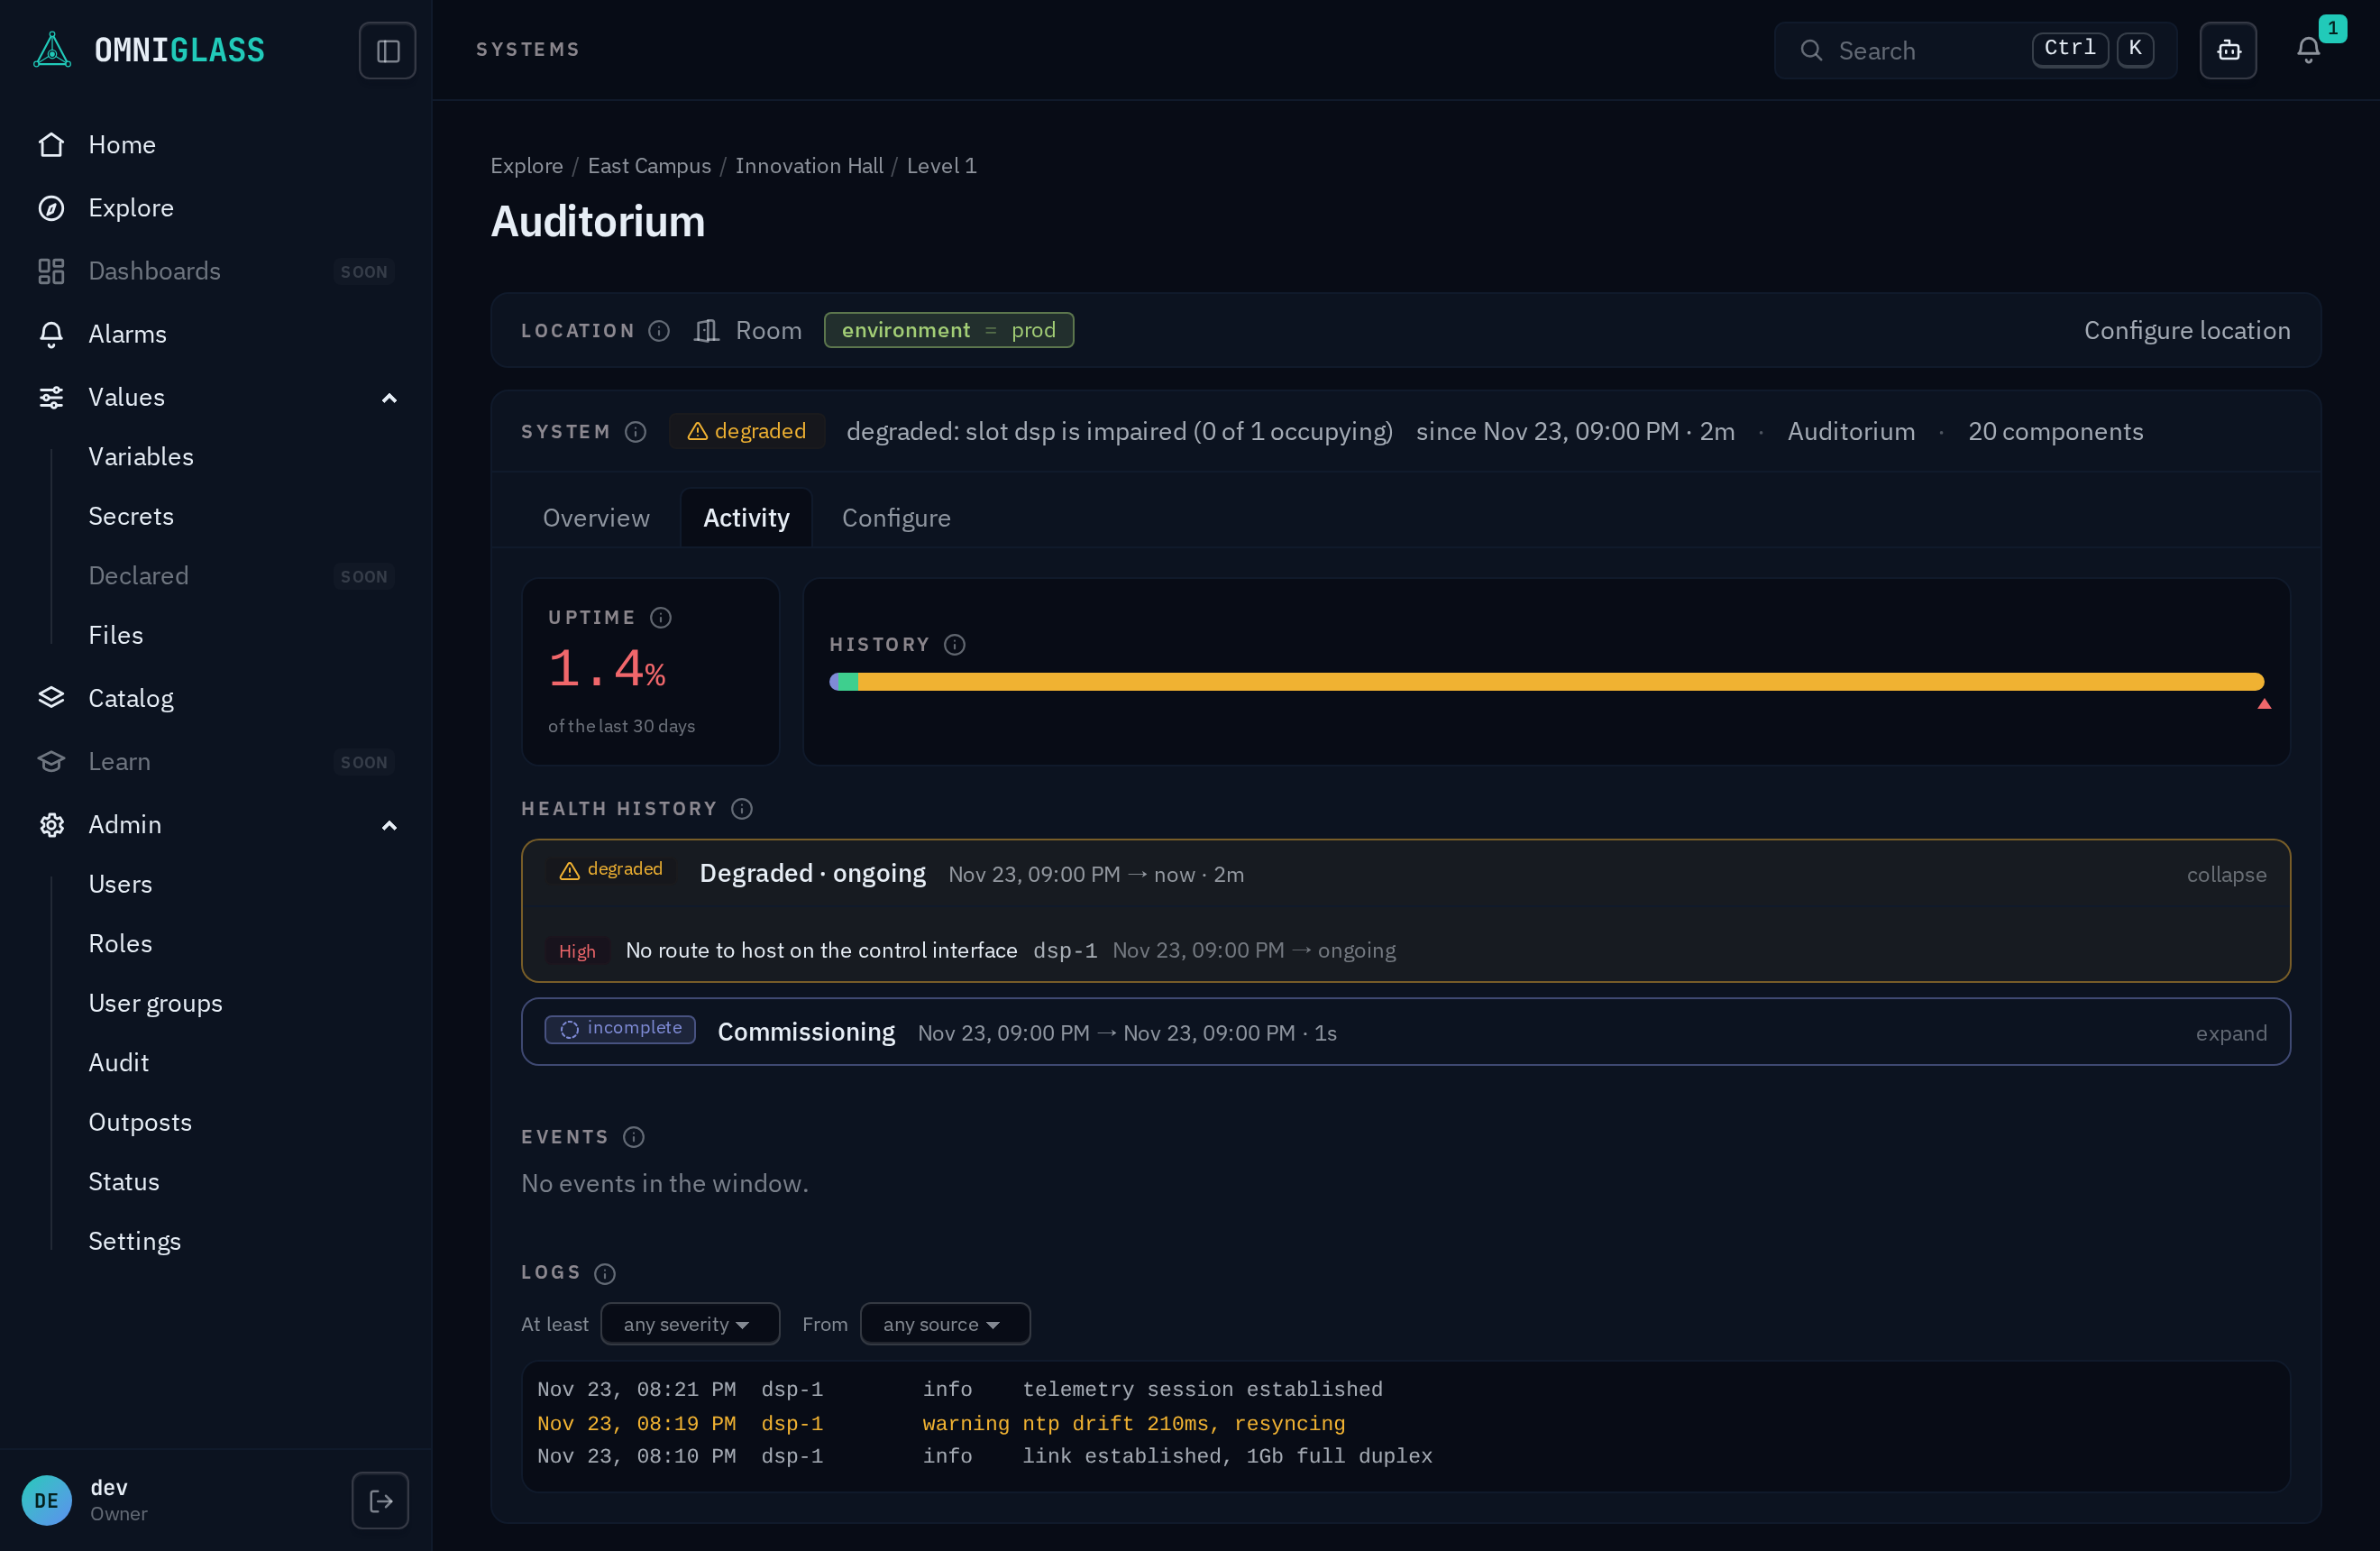 OMNIGLASS
SYSTEMS
Search
Ctrl K
1
Home
Explore
Dashboards SOON
Alarms
Values
Variables
Secrets
Declared SOON
Files
Catalog
Learn SOON
Admin
Users
Roles
User groups
Audit
Outposts
Status
Settings
DE
dev
Owner
Explore / East Campus / Innovation Hall / Level 1
Auditorium
LOCATION Room environment = prod Configure location
SYSTEM degraded degraded: slot dsp is impaired (0 of 1 occupying) since Nov 23, 09:00 PM · 2m · Auditorium · 20 components
Overview Activity Configure
UPTIME
1.4%
of the last 30 days
HISTORY
HEALTH HISTORY
degraded Degraded · ongoing Nov 23, 09:00 PM → now · 2m collapse
High No route to host on the control interface dsp-1 Nov 23, 09:00 PM → ongoing
incomplete Commissioning Nov 23, 09:00 PM → Nov 23, 09:00 PM · 1s expand
EVENTS
No events in the window.
LOGS
At least any severity From any source
Nov 23, 08:21 PM dsp-1 info telemetry session established
Nov 23, 08:19 PM dsp-1 warning ntp drift 210ms, resyncing
Nov 23, 08:10 PM dsp-1 info link established, 1Gb full duplex